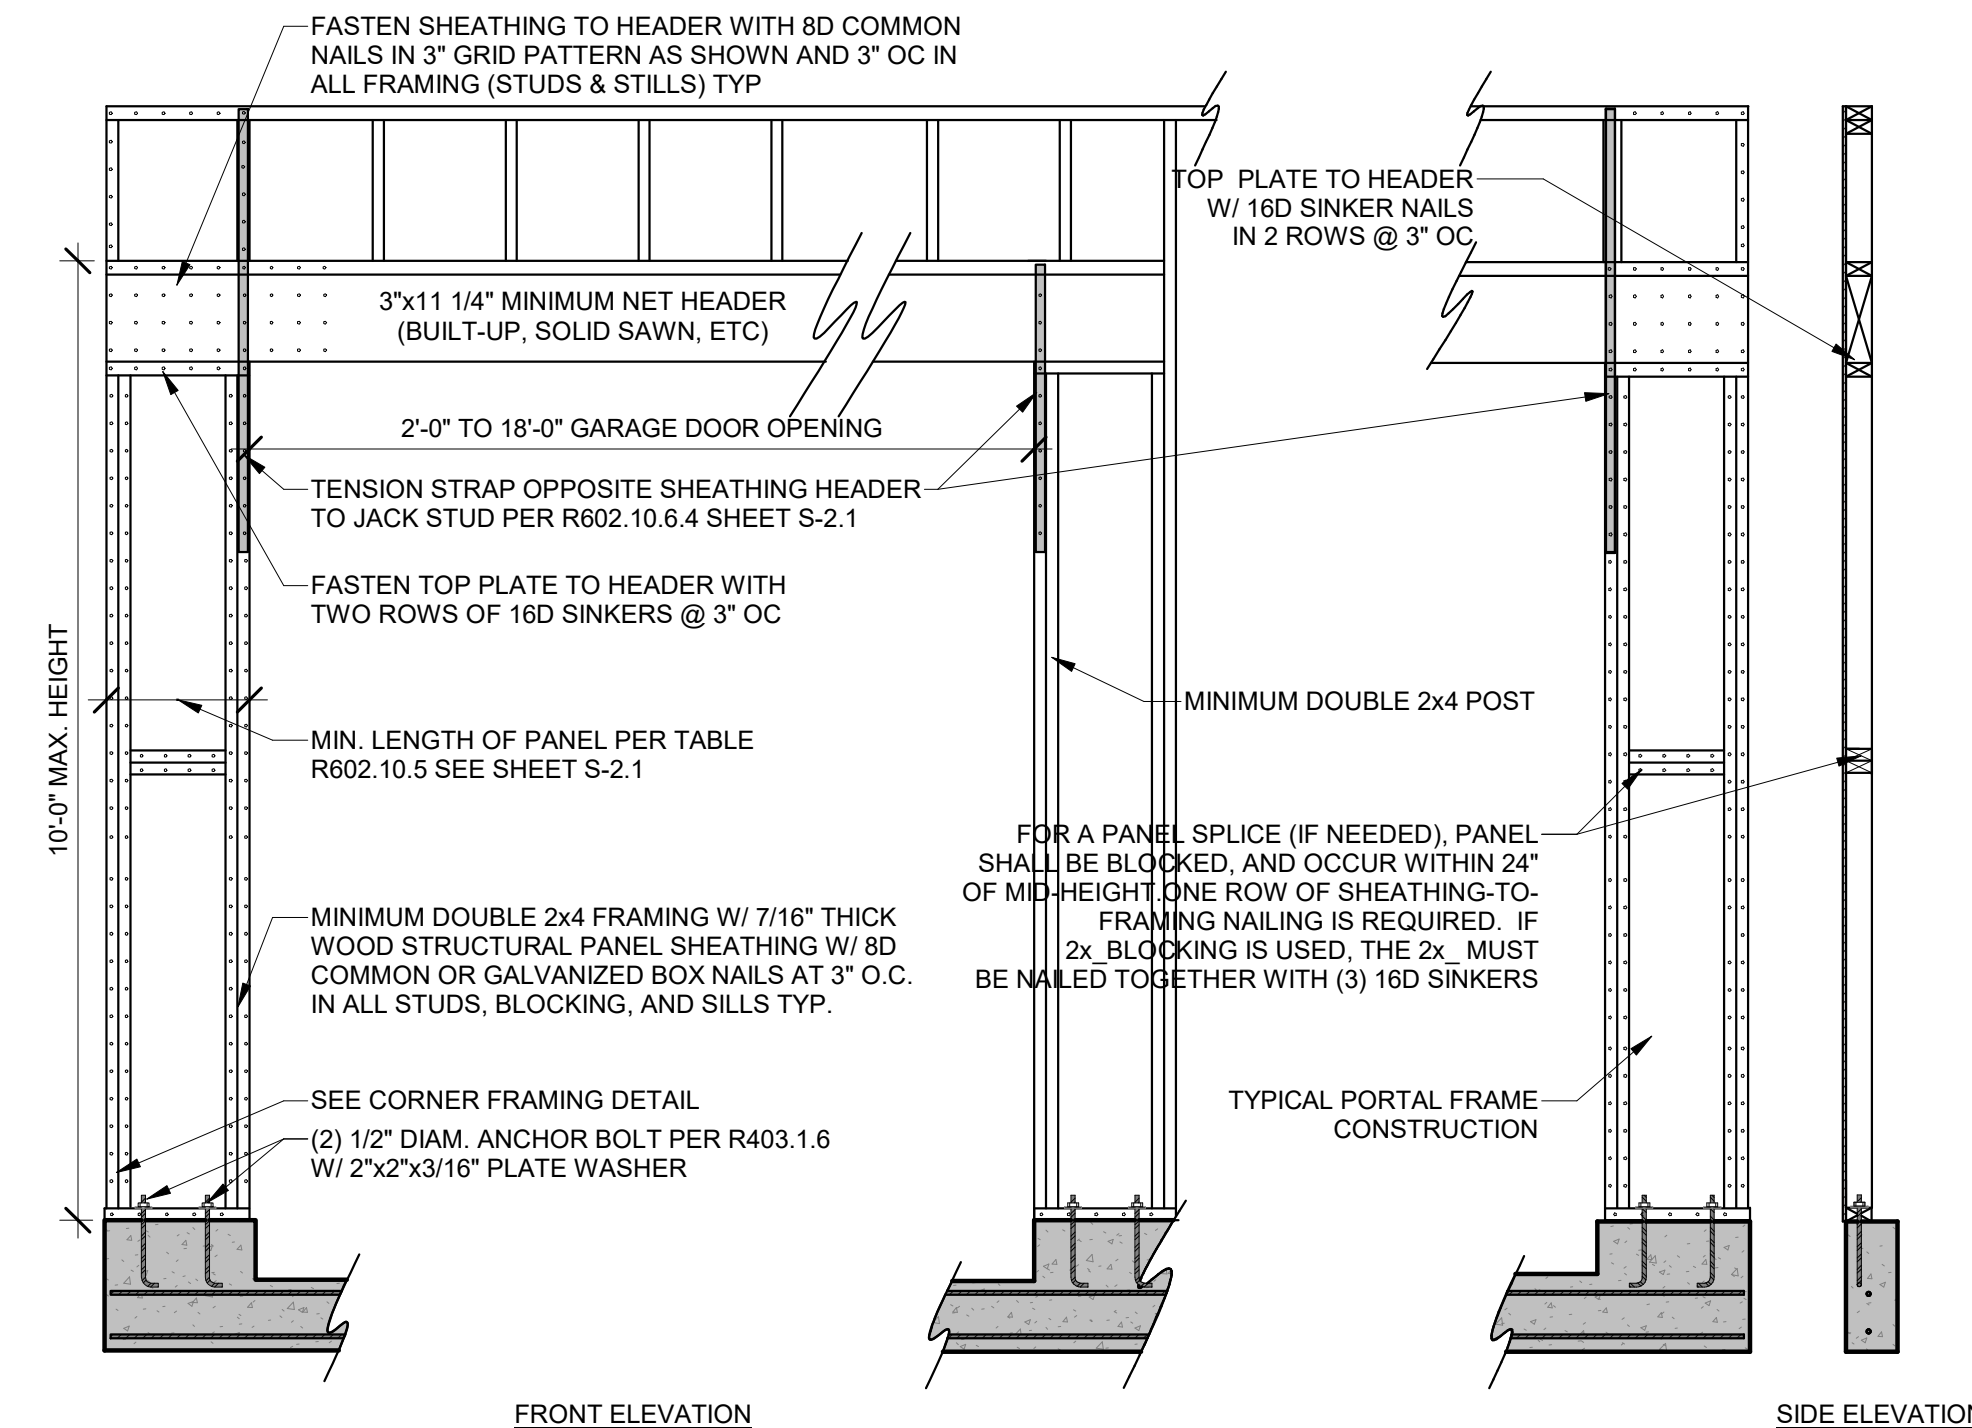 FASTEN SHEATHING TO HEADER WITH 8D COMMON
NAILS IN 3" GRID PATTERN AS SHOWN AND 3" OC IN
ALL FRAMING (STUDS & STILLS) TYP
TOP PLATE TO HEADER
W/ 16D SINKER NAILS
IN 2 ROWS @ 3" OC
3"x11 1/4" MINIMUM NET HEADER
(BUILT-UP, SOLID SAWN, ETC)
2'-0" TO 18'-0" GARAGE DOOR OPENING
TENSION STRAP OPPOSITE SHEATHING HEADER
TO JACK STUD PER R602.10.6.4 SHEET S-2.1
FASTEN TOP PLATE TO HEADER WITH
TWO ROWS OF 16D SINKERS @ 3" OC
10'-0" MAX. HEIGHT
MINIMUM DOUBLE 2x4 POST
MIN. LENGTH OF PANEL PER TABLE
R602.10.5 SEE SHEET S-2.1
FOR A PANEL SPLICE (IF NEEDED), PANEL
SHALL BE BLOCKED, AND OCCUR WITHIN 24"
OF MID-HEIGHT.ONE ROW OF SHEATHING-TO-
FRAMING NAILING IS REQUIRED. IF
2x_BLOCKING IS USED, THE 2x_ MUST
BE NAILED TOGETHER WITH (3) 16D SINKERS
MINIMUM DOUBLE 2x4 FRAMING W/ 7/16" THICK
WOOD STRUCTURAL PANEL SHEATHING W/ 8D
COMMON OR GALVANIZED BOX NAILS AT 3" O.C.
IN ALL STUDS, BLOCKING, AND SILLS TYP.
SEE CORNER FRAMING DETAIL
(2) 1/2" DIAM. ANCHOR BOLT PER R403.1.6
W/ 2"x2"x3/16" PLATE WASHER
TYPICAL PORTAL FRAME
CONSTRUCTION
FRONT ELEVATION
SIDE ELEVATION